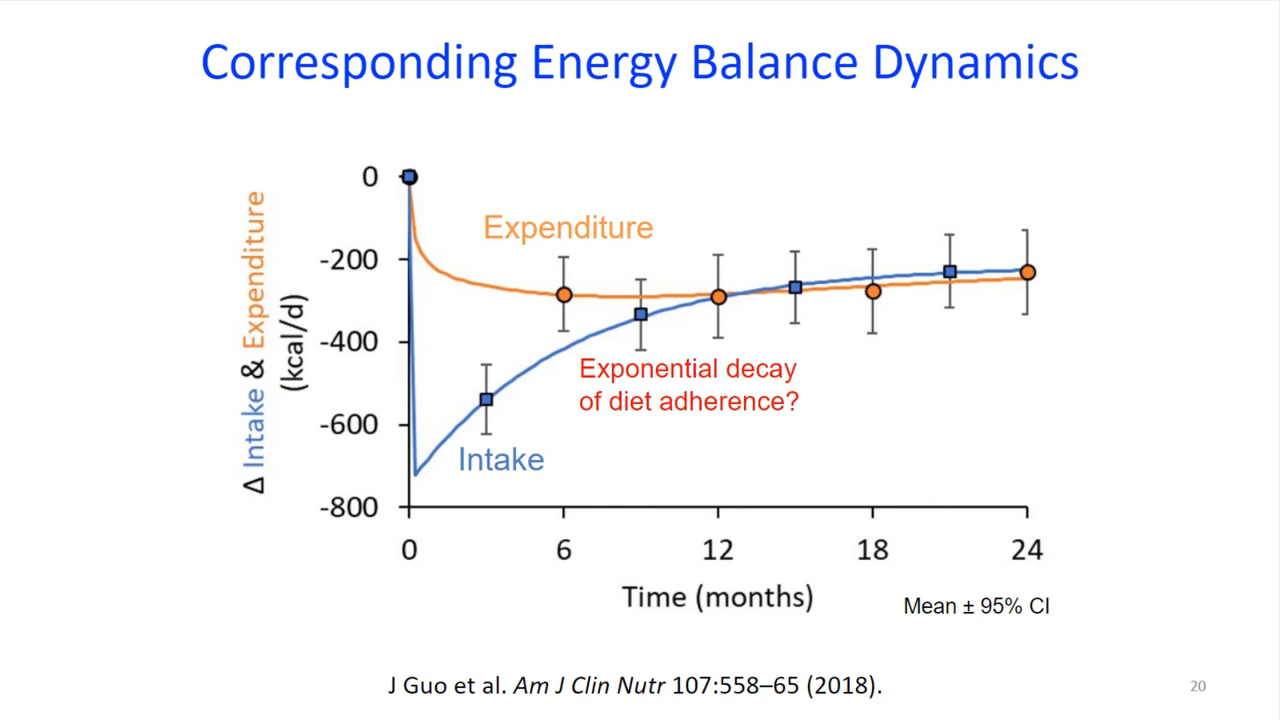 Corresponding Energy Balance Dynamics
Δ Intake & Expenditure
(kcal/d)
0
-200
-400
-600
-800
Expenditure
Exponential decay
of diet adherence?
Intake
0 6 12 18 24
Time (months)
Mean ± 95% CI
J Guo et al. Am J Clin Nutr 107:558–65 (2018).
20